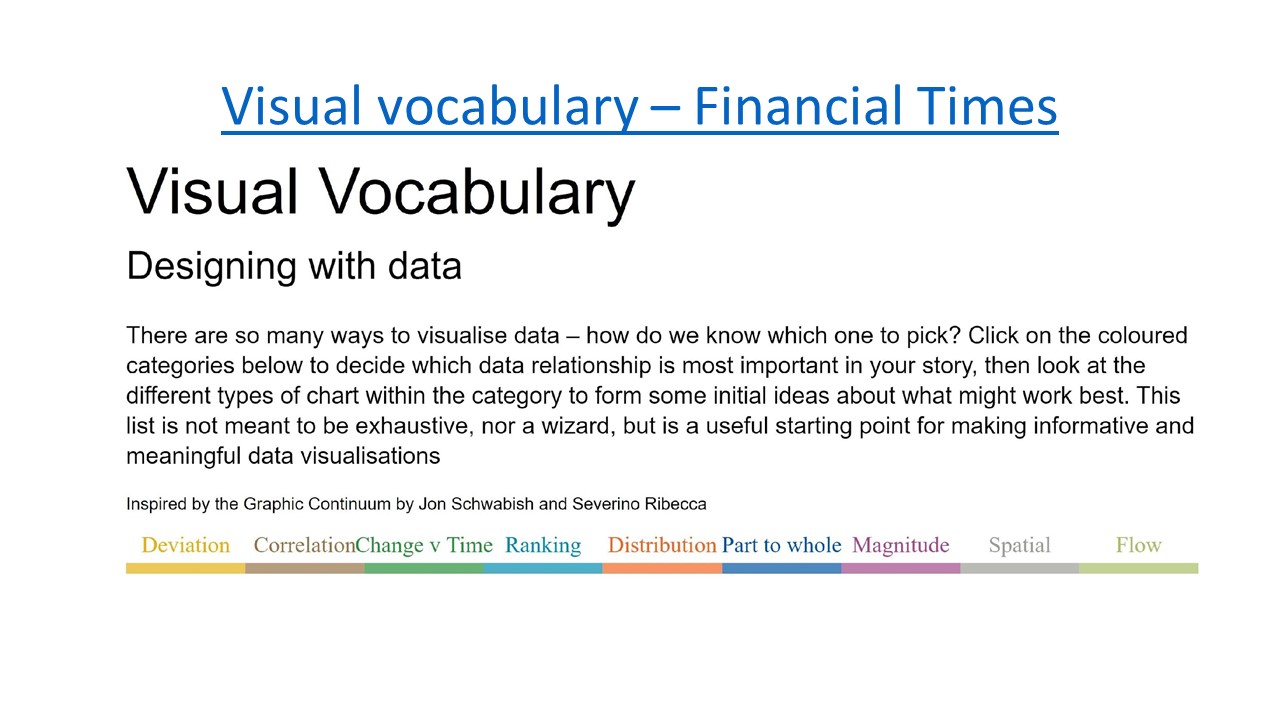 Visual vocabulary – Financial Times
Visual Vocabulary
Designing with data
There are so many ways to visualise data – how do we know which one to pick? Click on the coloured
categories below to decide which data relationship is most important in your story, then look at the
different types of chart within the category to form some initial ideas about what might work best. This
list is not meant to be exhaustive, nor a wizard, but is a useful starting point for making informative and
meaningful data visualisations
Inspired by the Graphic Continuum by Jon Schwabish and Severino Ribecca
Deviation Correlation Change v Time Ranking Distribution Part to whole Magnitude Spatial Flow